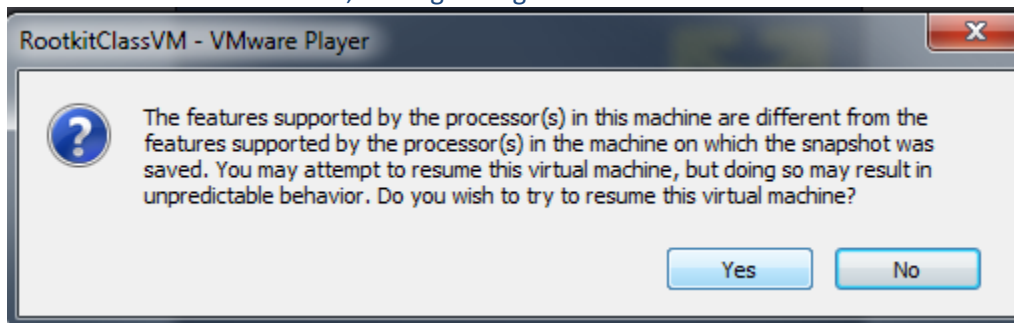 RootkitClassVM - VMware Player
The features supported by the processor(s) in this machine are different from the
features supported by the processor(s) in the machine on which the snapshot was
saved. You may attempt to resume this virtual machine, but doing so may result in
unpredictable behavior. Do you wish to try to resume this virtual machine?
Yes No